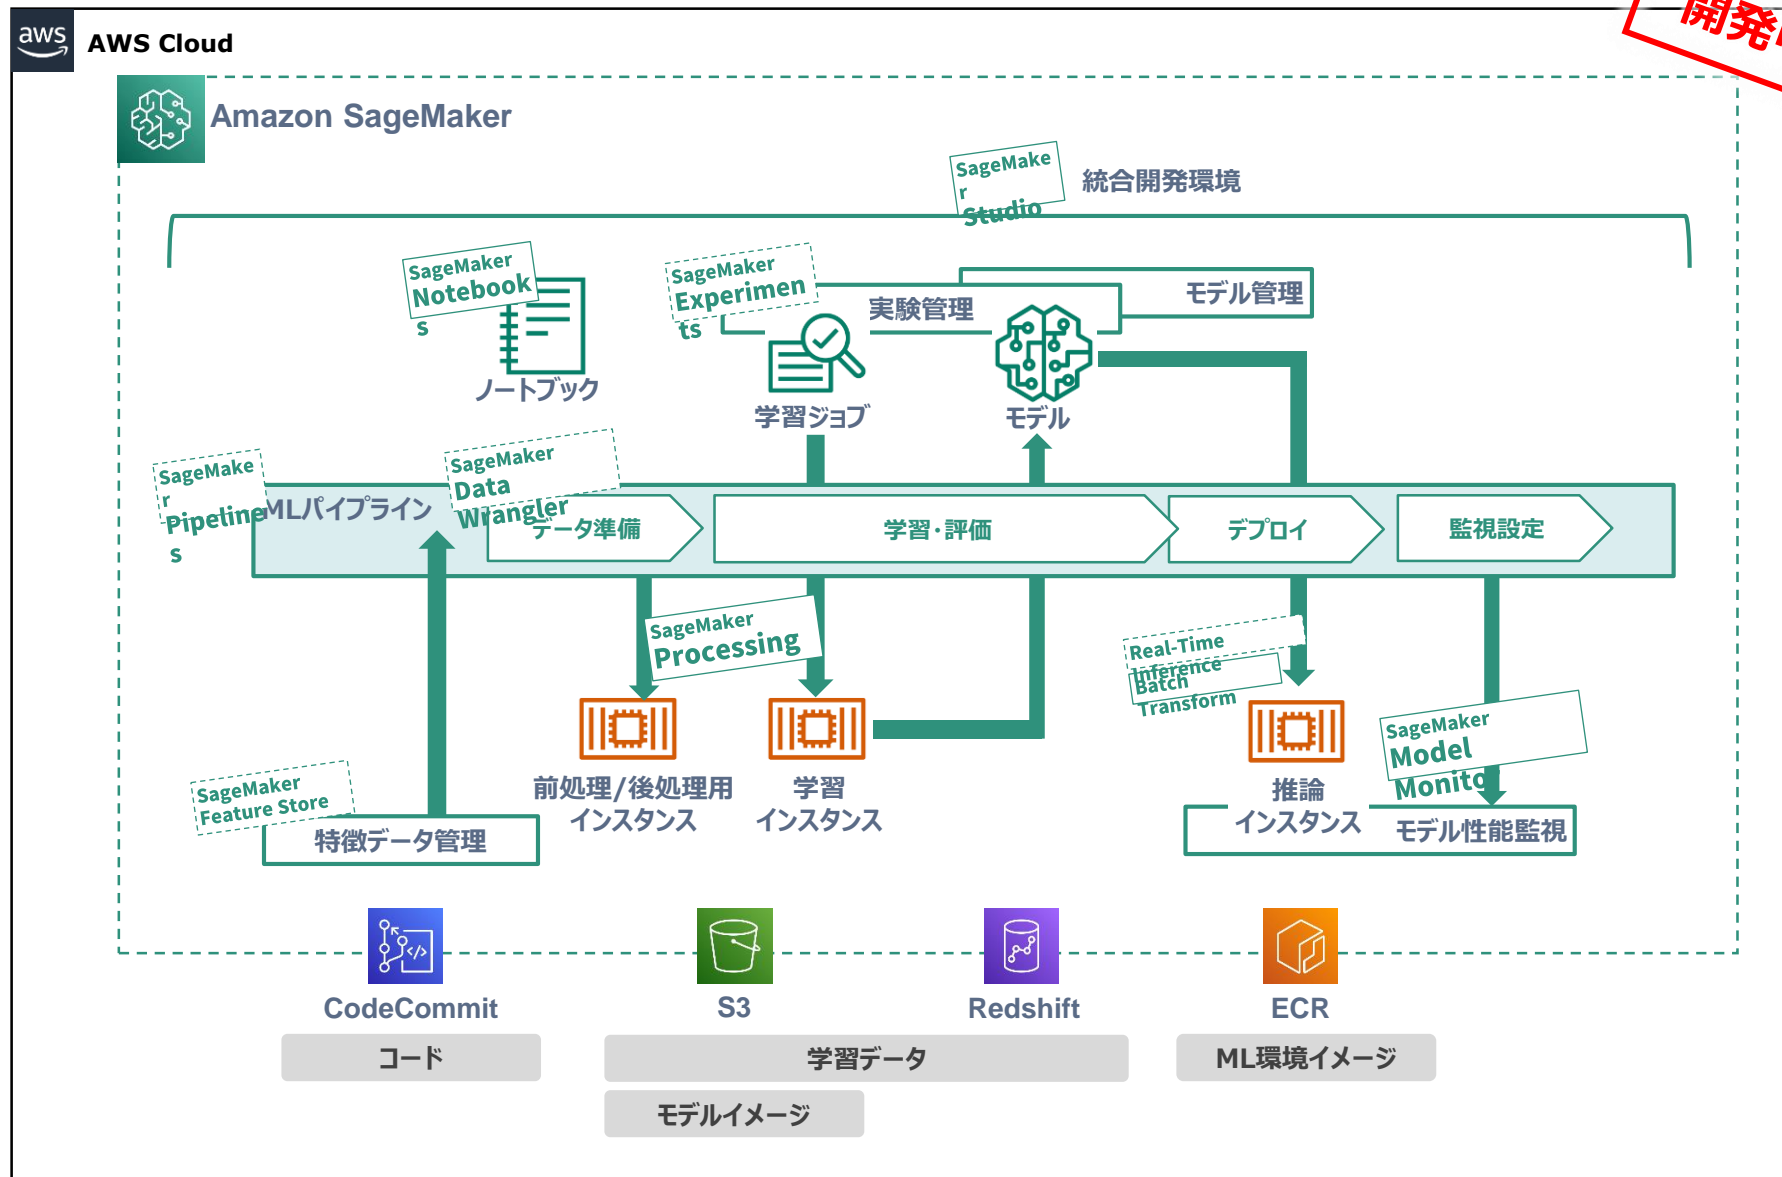 aws
AWS Cloud
開発
Amazon SageMaker
SageMake
r
Studio
統合開発環境
SageMaker
Notebook
s
SageMaker
Experimen
ts
実験管理
モデル管理
ノートブック
学習ジョブ
モデル
SageMake
r
Pipeline
s
MLパイプライン
SageMaker
Data
Wrangler
データ準備
学習・評価
デプロイ
監視設定
SageMaker
Processing
Real-Time
Inference
Batch
Transform
SageMaker
Model
Monitor
SageMaker
Feature Store
特徴データ管理
前処理/後処理用
インスタンス
学習
インスタンス
推論
インスタンス
モデル性能監視
CodeCommit
S3
Redshift
ECR
コード
学習データ
ML環境イメージ
モデルイメージ